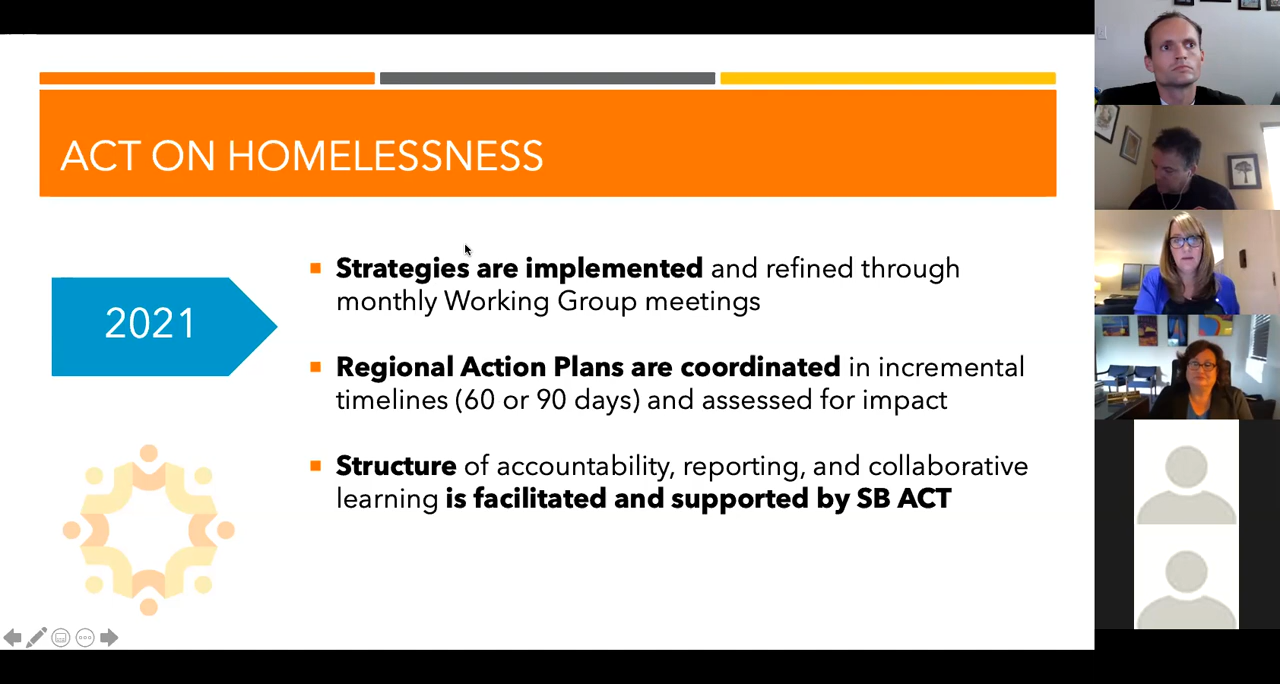 ACT ON HOMELESSNESS
2021
Strategies are implemented and refined through
monthly Working Group meetings
Regional Action Plans are coordinated in incremental
timelines (60 or 90 days) and assessed for impact
Structure of accountability, reporting, and collaborative
learning is facilitated and supported by SB ACT